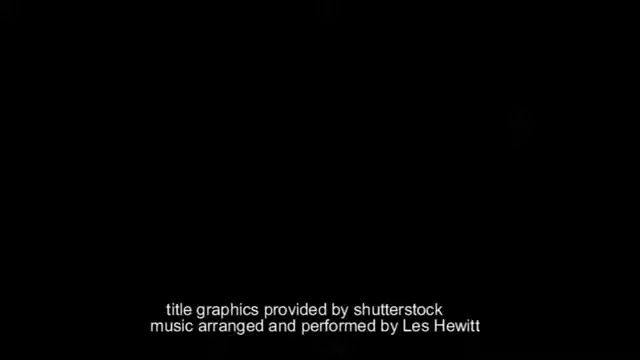 title graphics provided by shutterstock
music arranged and performed by Les Hewitt